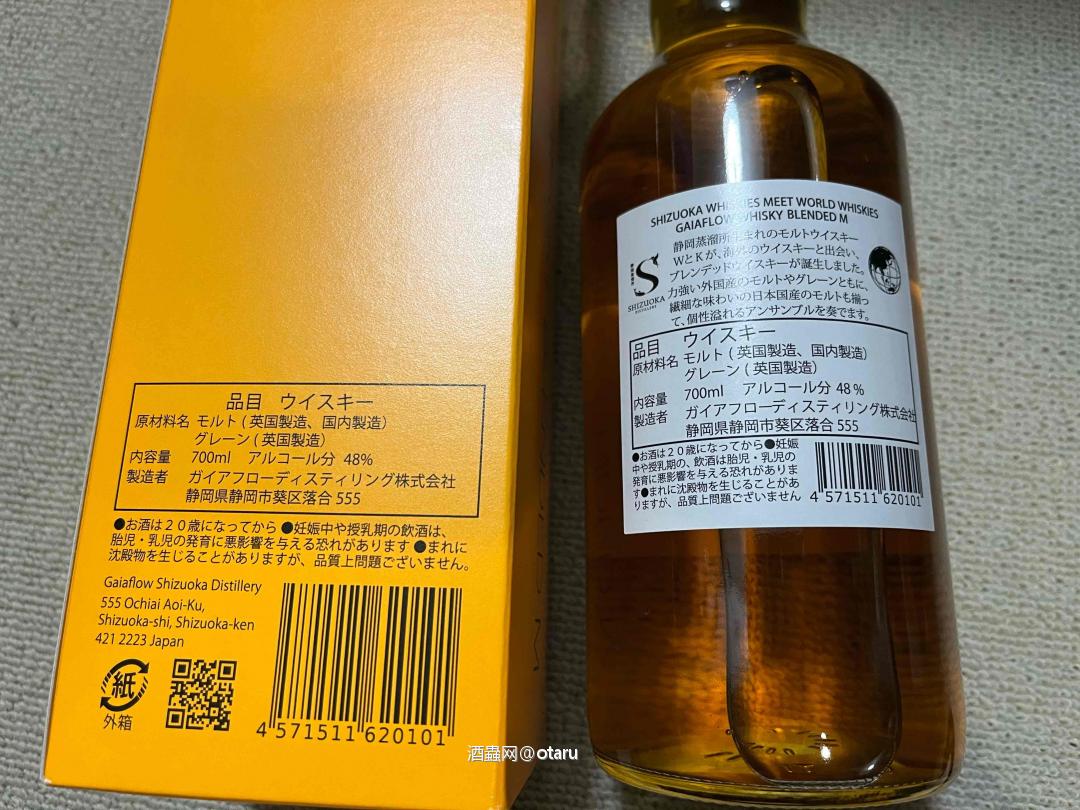 品目 ウイスキー
原材料名 モルト ( 英国製造、国内製造)
グレーン ( 英国製造)
内容量 700ml アルコール分 48%
製造者 ガイアフローディスティリング株式会社
静岡県静岡市葵区落合 555
●お酒は20歳になってから ●妊娠中や授乳期の飲酒は、
胎児・乳児の発育に悪影響を与える恐れがあります ●まれに
沈殿物を生じることがありますが、品質上問題ございません。
Gaiaflow Shizuoka Distillery
555 Ochiai Aoi-Ku,
Shizuoka-shi, Shizuoka-ken
421 2223 Japan
紙
外箱
4 571511 620101
SHIZUOKA WHISKIES MEET WORLD WHISKIES
GAIAFLOW WHISKY BLENDED M
静岡蒸溜所生まれのモルトウイスキー
WとKが、海外のウイスキーと出会い、
ブレンデッドウイスキーが誕生しました。
力強い外国産のモルトやグレーンともに、
繊細な味わいの日本国産のモルトも揃っ
て、個性溢れるアンサンブルを奏でます。
S
SHIZUOKA
品目 ウイスキー
原材料名 モルト ( 英国製造、国内製造)
グレーン ( 英国製造)
内容量 700ml アルコール分 48 %
製造者 ガイアフローディスティリング株式会社
静岡県静岡市葵区落合 555
●お酒は20歳になってから●妊娠
中や授乳期の、飲酒は胎児・乳児の
発育に悪影響を与える恐れがありま
す●まれに沈殿物を生じることがあ
りますが、品質上問題ございません
4 571511 620101
酒蟲网@otaru